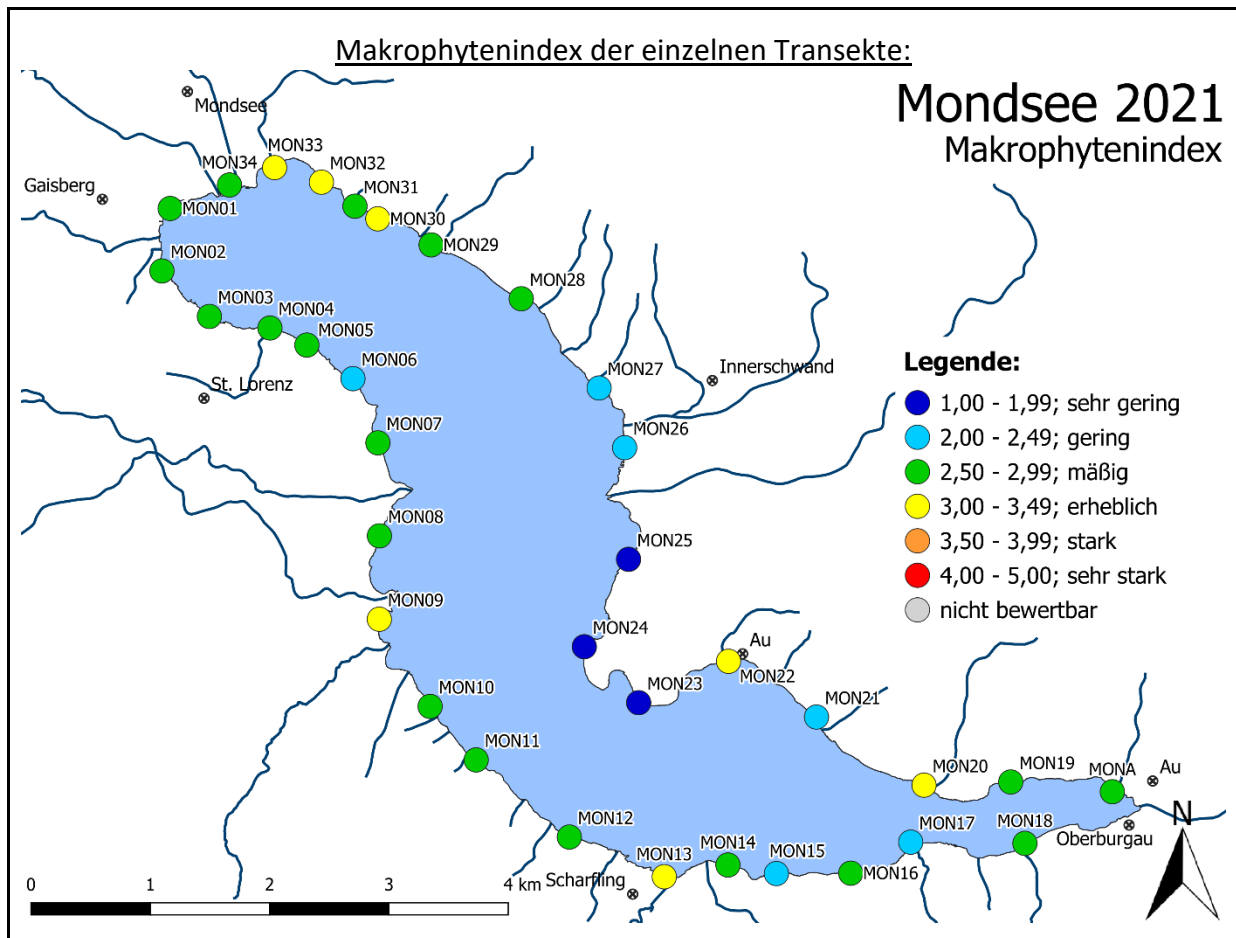 Makrophytenindex der einzelnen Transekte:
Mondsee 2021
Makrophytenindex
Mondsee
MON33
MON34
MON32
Gaisberg
MON31
MON01
MON30
MON29
MON02
MON28
MON03
MON04
MON05
MON06
St. Lorenz
MON27
Innerschwand
MON07
MON26
Legende:
1,00 - 1,99; sehr gering
2,00 - 2,49; gering
2,50 - 2,99; mäßig
3,00 - 3,49; erheblich
3,50 - 3,99; stark
4,00 - 5,00; sehr stark
nicht bewertbar
MON08
MON25
MON09
MON24
Au
MON22
MON23
MON10
MON21
MON11
MON20
MON19
MONA
Au
MON12
MON17
MON18
Oberburgau
N
MON13
MON14
MON15
MON16
Scharfling
0 1 2 3 4 km